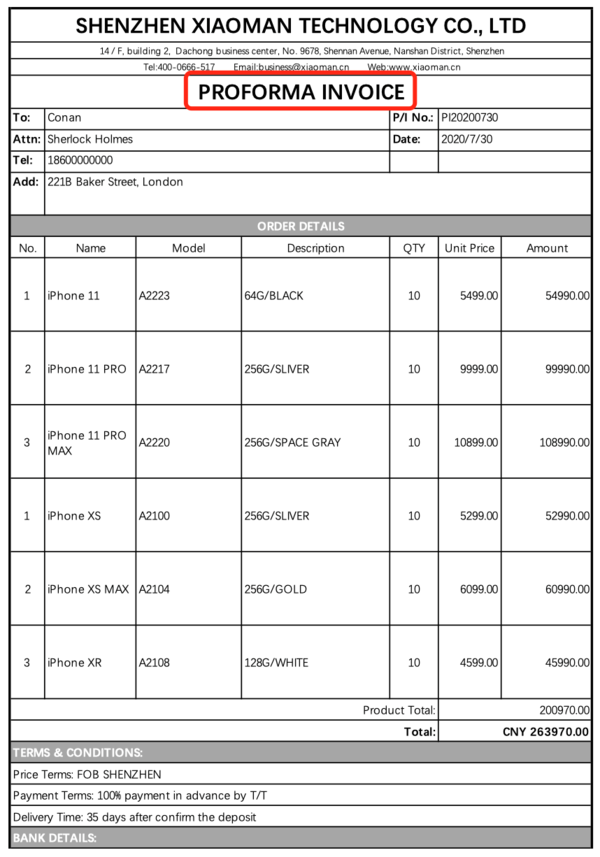 SHENZHEN XIAOMAN TECHNOLOGY CO., LTD
14 / F, building 2, Dachong business center, No. 9678, Shennan Avenue, Nanshan District, Shenzhen
Tel:400-0666-517 Email:business@xiaoman.cn Web:www.xiaoman.cn
PROFORMA INVOICE
To: Conan P/I No.: PI20200730
Attn: Sherlock Holmes Date: 2020/7/30
Tel: 18600000000
Add: 221B Baker Street, London
ORDER DETAILS
No. Name Model Description QTY Unit Price Amount
1 iPhone 11 A2223 64G/BLACK 10 5499.00 54990.00
2 iPhone 11 PRO A2217 256G/SLIVER 10 9999.00 99990.00
3 iPhone 11 PRO MAX A2220 256G/SPACE GRAY 10 10899.00 108990.00
1 iPhone XS A2100 256G/SLIVER 10 5299.00 52990.00
2 iPhone XS MAX A2104 256G/GOLD 10 6099.00 60990.00
3 iPhone XR A2108 128G/WHITE 10 4599.00 45990.00
Product Total: 200970.00
Total: CNY 263970.00
TERMS & CONDITIONS:
Price Terms: FOB SHENZHEN
Payment Terms: 100% payment in advance by T/T
Delivery Time: 35 days after confirm the deposit
BANK DETAILS: